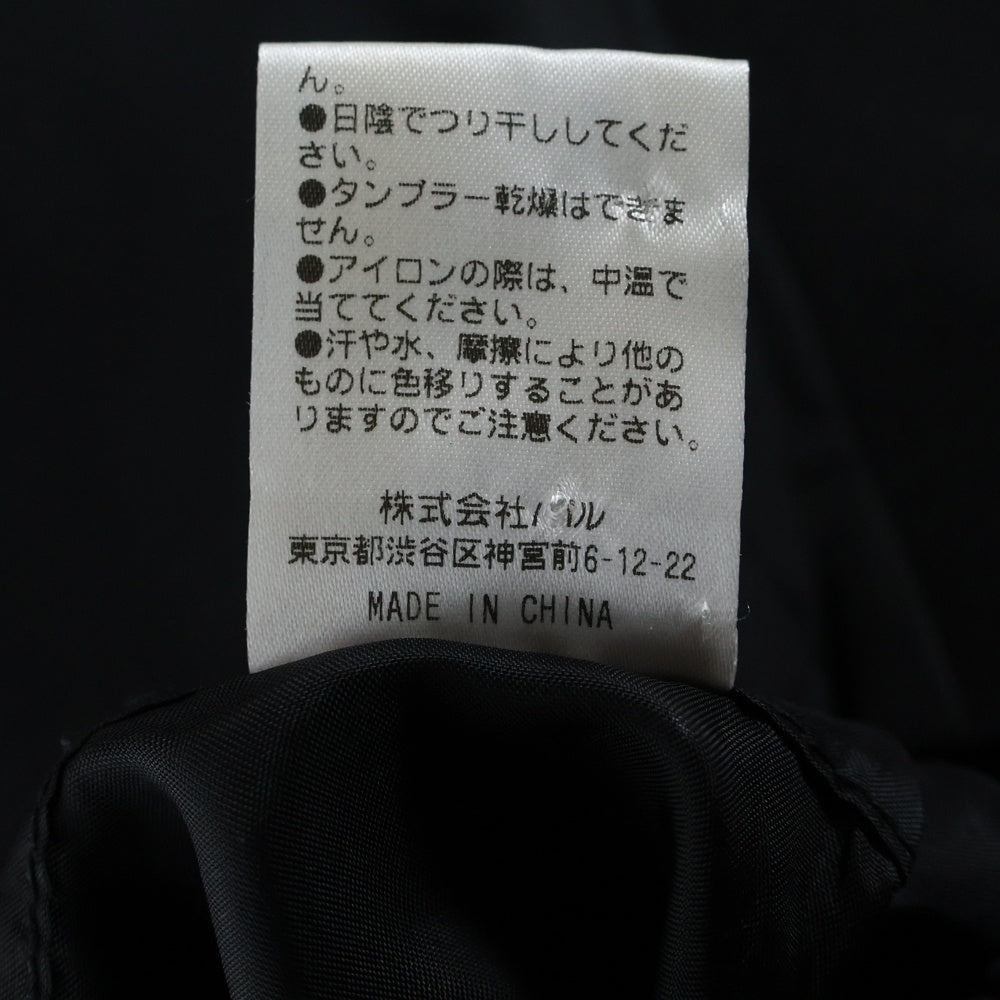 ん。
●日陰でつり干ししてくだ
さい。
●タンブラー乾燥はできま
せん。
●アイロンの際は、中温で
当ててください。
●汗や水、摩擦により他の
ものに色移りすることがあ
りますのでご注意ください。
株式会社パル
東京都渋谷区神宮前6-12-22
MADE IN CHINA